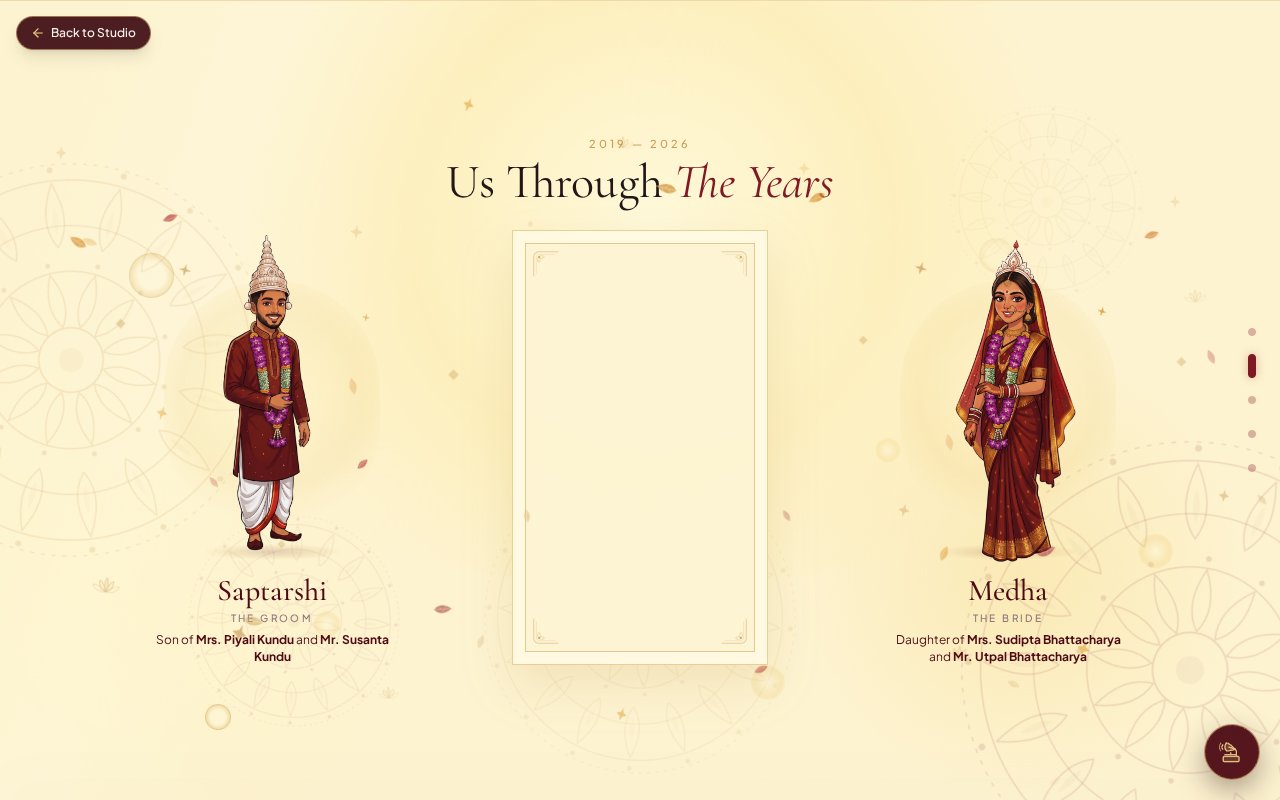 Back to Studio
2019 — 2026
Us Through The Years
Saptarshi
THE GROOM
Son of Mrs. Piyali Kundu and Mr. Susanta
Kundu
Medha
THE BRIDE
Daughter of Mrs. Sudipta Bhattacharya
and Mr. Utpal Bhattacharya